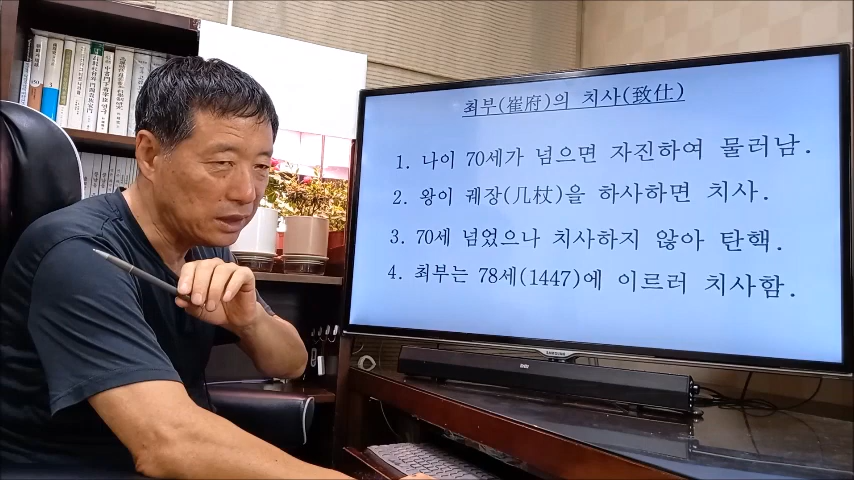 최부(崔府)의 치사(致仕)
1. 나이 70세가 넘으면 자진하여 물러남.
2. 왕이 궤장(几杖)을 하사하면 치사.
3. 70세 넘었으나 치사하지 않아 탄핵.
4. 최부는 78세(1447)에 이르러 치사함.
SAMSUNG